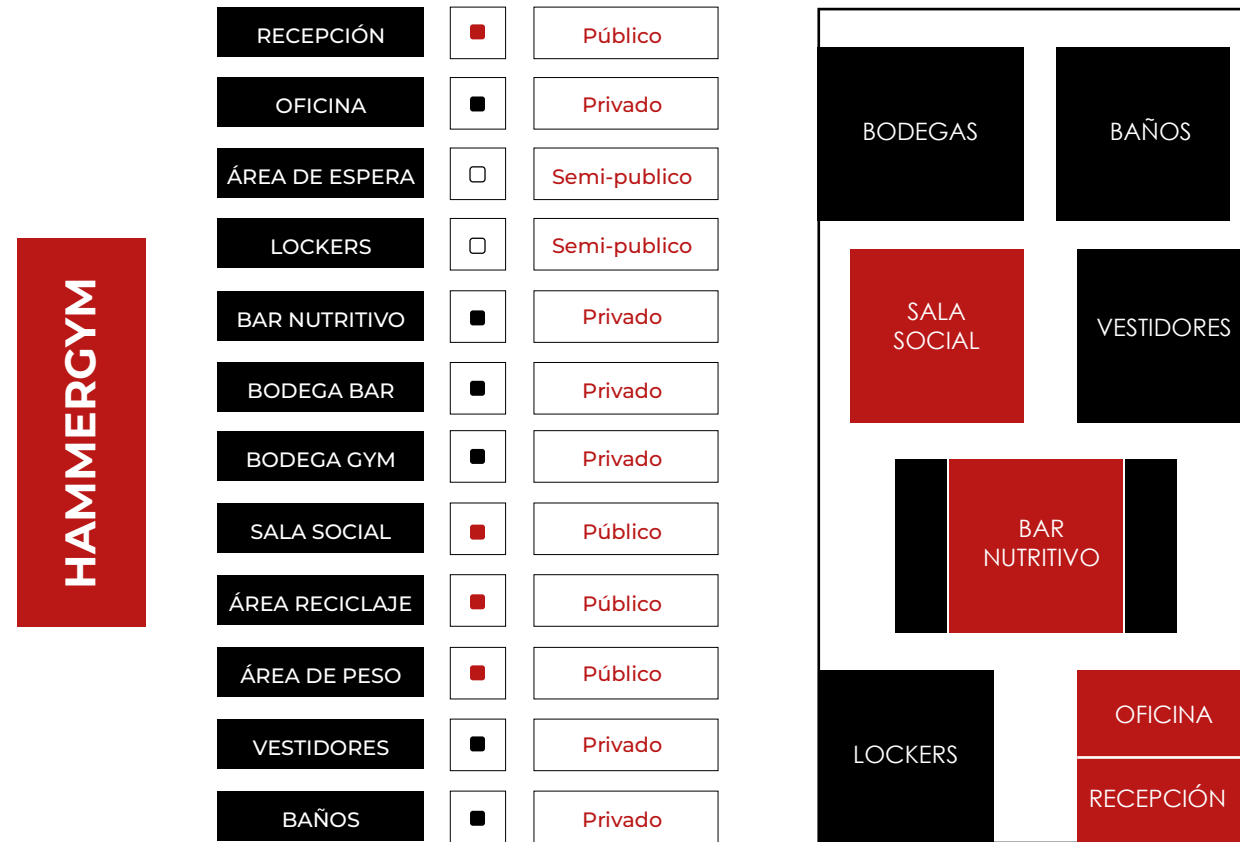 HAMMERGYM
RECEPCIÓN
Público
OFICINA
Privado
ÁREA DE ESPERA
Semi-publico
LOCKERS
Semi-publico
BAR NUTRITIVO
Privado
BODEGA BAR
Privado
BODEGA GYM
Privado
SALA SOCIAL
Público
ÁREA RECICLAJE
Público
ÁREA DE PESO
Público
VESTIDORES
Privado
BAÑOS
Privado
BODEGAS
BAÑOS
SALA
SOCIAL
VESTIDORES
BAR
NUTRITIVO
LOCKERS
OFICINA
RECEPCIÓN